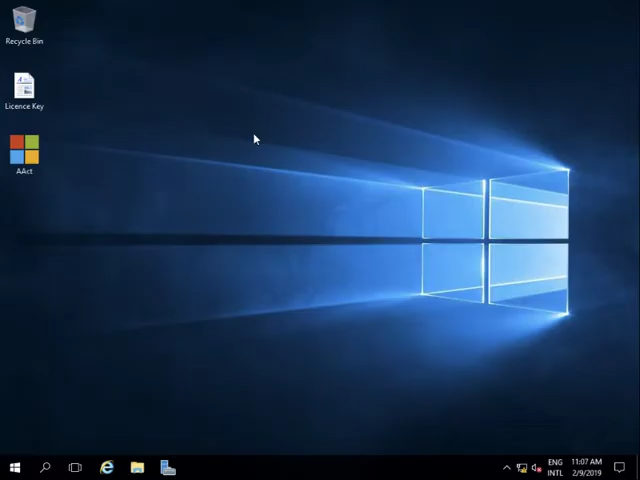 Recycle Bin
Licence Key
AAct
ENG
INTL
11:07 AM
2/9/2019